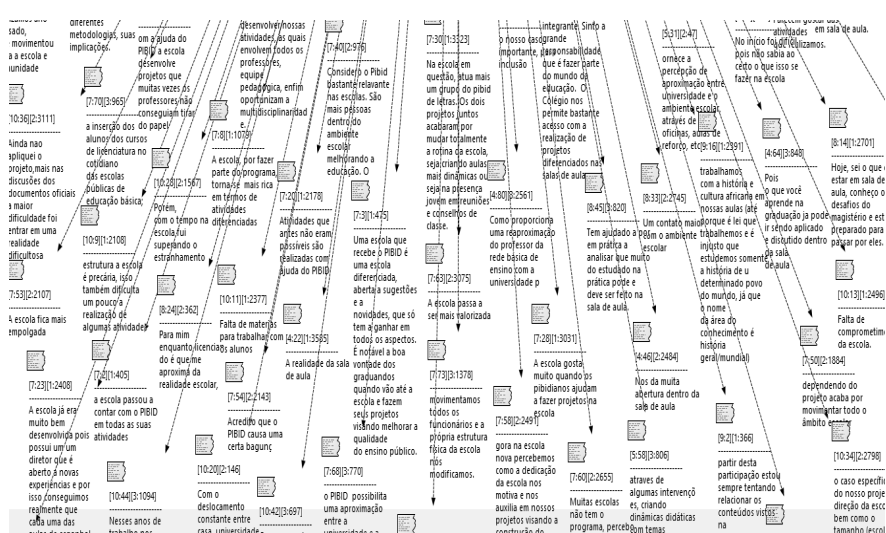 sado,
movimentou
a a escola e
unidade
diferentes
metodologias, suas
implicações.
[10:36][2:3111]
Ainda nao
apliquei o
projeto,mais nas
discusões dos
documentos oficiais
a maior
dificuldade foi
entrar em uma
realidade
dificultosa
[7:53][2:2107]
A escola fica mais
empolgada
[7:23][1:2408]
A escola já era
muito bem
desenvolvida pois
possui um um
diretor que é
aberto a novas
experiências e por
isso conseguimos
realmente que
cada uma das
[7:70][3:965]
a inserção dos
alunos dos cursos
de licenciatura no
cotidiano
das escolas
públicas de
educação básica;
[10:9][1:2108]
estrutura a escola
é precária, isso
também dificulta
um pouco a
realização de
algumas atividades
[7:2][1:405]
a escola passou a
contar com o PIBID
em todas as suas
atividades
[10:44][3:1094]
Nesses anos de
trabalho nos
om a ajuda do
PIBID a escola
desenvolve
projetos que
muitas vezes os
professores não
conseguiam tirar
do papel
[10:28][2:1567]
Porém,
com o tempo na
escola,fui
superando o
estranhamento
[8:24][2:362]
Para mim
enquanto licenciando
o é que me
aproxima da
realidade escolar,
[10:20][2:146]
Com o
deslocamento
constante entre
casa, universidade
desenvolver nossas
atividades, as quais
envolvem todos os
professores,
equipe
pedagógica, enfim
oportunizam a
multidisciplinaridad
e.
[7:8][1:1079]
A escola, por fazer
parte do programa,
torna-se mais rica
em termos de
atividades
diferenciadas
[10:11][1:2377]
Falta de materias
para trabalhar com
os alunos
[7:54][2:2143]
Acredito que o
PIBID causa uma
certa bagunç
[10:42][3:697]
[7:40][2:976]
Considero o Pibid
bastante relevante
nas escolas. São
mais pessoas
dentro do
ambiente
escolar
melhorando a
educação. O
[7:20][1:2178]
Atividades que
antes não eram
possíveis são
realizadas com
ajuda do PIBID
[4:22][1:3585]
A realidade da sala
de aula
[7:68][3:770]
o PIBID possibilita
uma aproximação
entre a
universidade e a
[7:3][1:475]
Uma escola que
recebe o PIBID é
uma escola
diferenciada,
aberta a sugestões
e a
novidades, que só
tem a ganhar em
todos os aspectos.
É notável a boa
vontade dos
graduandos
quando vão até a
escola e fazem
seus projetos
visando melhorar a
qualidade
do ensino público.
[7:30][1:3323]
Na escola em
questão, atua mais
um grupo do pibid
de letras.Os dois
projetos juntos
acabaram por
mudar totalmente
a rotina da escola,
seja criando aulas
mais dinâmicas ou
seja na presença
jovem em reuniões
e conselhos de
classe.
[7:63][2:3075]
A escola passa a
ser mais valorizada
[7:73][3:1378]
movimentamos
todos os
funcionários e a
própria estrutura
física da escola
nós
modificamos.
o nosso caso
importante, para
inclusão
[4:80][3:2561]
Como proporciona
uma reaproximação
do professor da
rede básica de
ensino com a
universidade p
[7:58][2:2491]
gora na escola
nova percebemos
como a dedicação
da escola nos
motiva e nos
auxilia em nossos
projetos visando a
construção do
integrante. Sinto a
grande
responsabilidade
que é fazer parte
do mundo da
educação. O
Colégio nos
permite bastante
acesso com a
realização de
projetos
diferenciados nas
salas de aula
[7:28][1:3031]
A escola gosta
muito quando os
pibidianos ajudam
a fazer projetos na
escola
[7:60][2:2655]
Muitas escolas
não tem o
programa, percebo
[8:45][3:820]
Tem ajudado a por
em prática a
analisar que muito
do estudado na
prática pode e
deve ser feito na
sala de aula.
[5:31][2:47]
ornece a
percepção de
aproximação entre
universidade e o
ambiente escolar,
através de
oficinas, aulas de
reforço, etc
[8:33][2:2745]
Um contato maior
com o ambiente
escolar
[4:46][2:2484]
Nos da muita
abertura dentro da
sala de aula
[5:58][3:806]
atraves de
algumas intervençõ
es, criando
dinâmicas didáticas
com temas
[9:16][1:2391]
trabalhamos
com a história e
cultura africana em
nossas aulas (até
porque é lei que
trabalhemos e é
injusto que
estudemos somente
a história de u
determinado povo
do mundo, já que
o nome
da área do
conhecimento é
história
geral/mundial)
[9:2][1:366]
partir desta
participação estou
sempre tentando
relacionar os
conteúdos vistos
na
No início foi difícil,
pois não sabia ao
certo o que isso se
fazer na escola
[4:64][3:848]
Pois
o que você
aprende na
graduação ja pode
ir sendo aplicado
e discutido dentro
da sala
de aula
[7:50][2:1884]
dependendo do
projeto acaba por
movimentar todo o
âmbito escolar
atividades
que realizamos.
em sala de aula.
[8:14][1:2701]
Hoje, sei o que é
estar em sala de
aula, conheço os
desafios do
magistério e estou
preparado para
passar por eles.
[10:13][1:2496]
Falta de
comprometim
da escola.
[10:34][2:2798]
o caso específico
do nosso projeto
direção da esco
bem como o
tamanho (escola